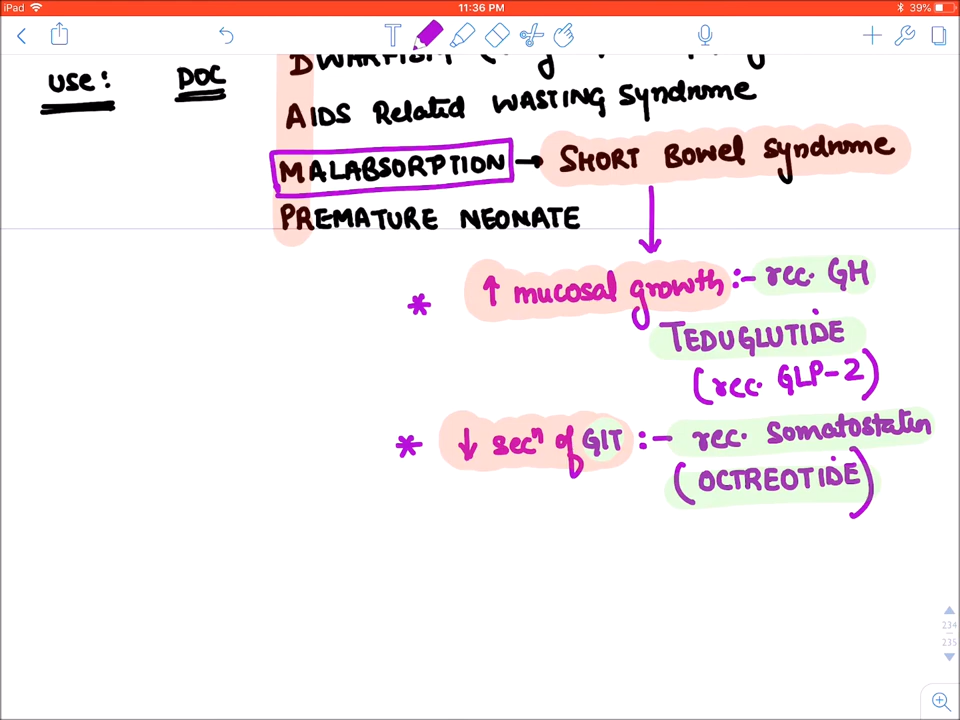 iPad
11:36 PM
39%
T
DWARFISM (
USE: DOC
AIDS Related WASTING Syndrome
MALABSORPTION → SHORT Bowel Syndrome
PREMATURE NEONATE
* ↑ mucosal growth :- rec. GH
TEDUGLUTIDE
(rec. GLP-2)
* ↓ secⁿ of GIT :- rec. Somatostatin
(OCTREOTIDE)
234
235